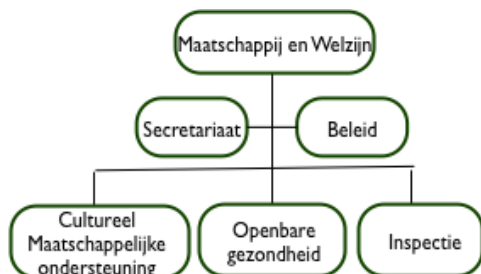 Maatschappij en Welzijn
Secretariaat
Beleid
Cultureel
Maatschappelijke
ondersteuning
Openbare
gezondheid
Inspectie